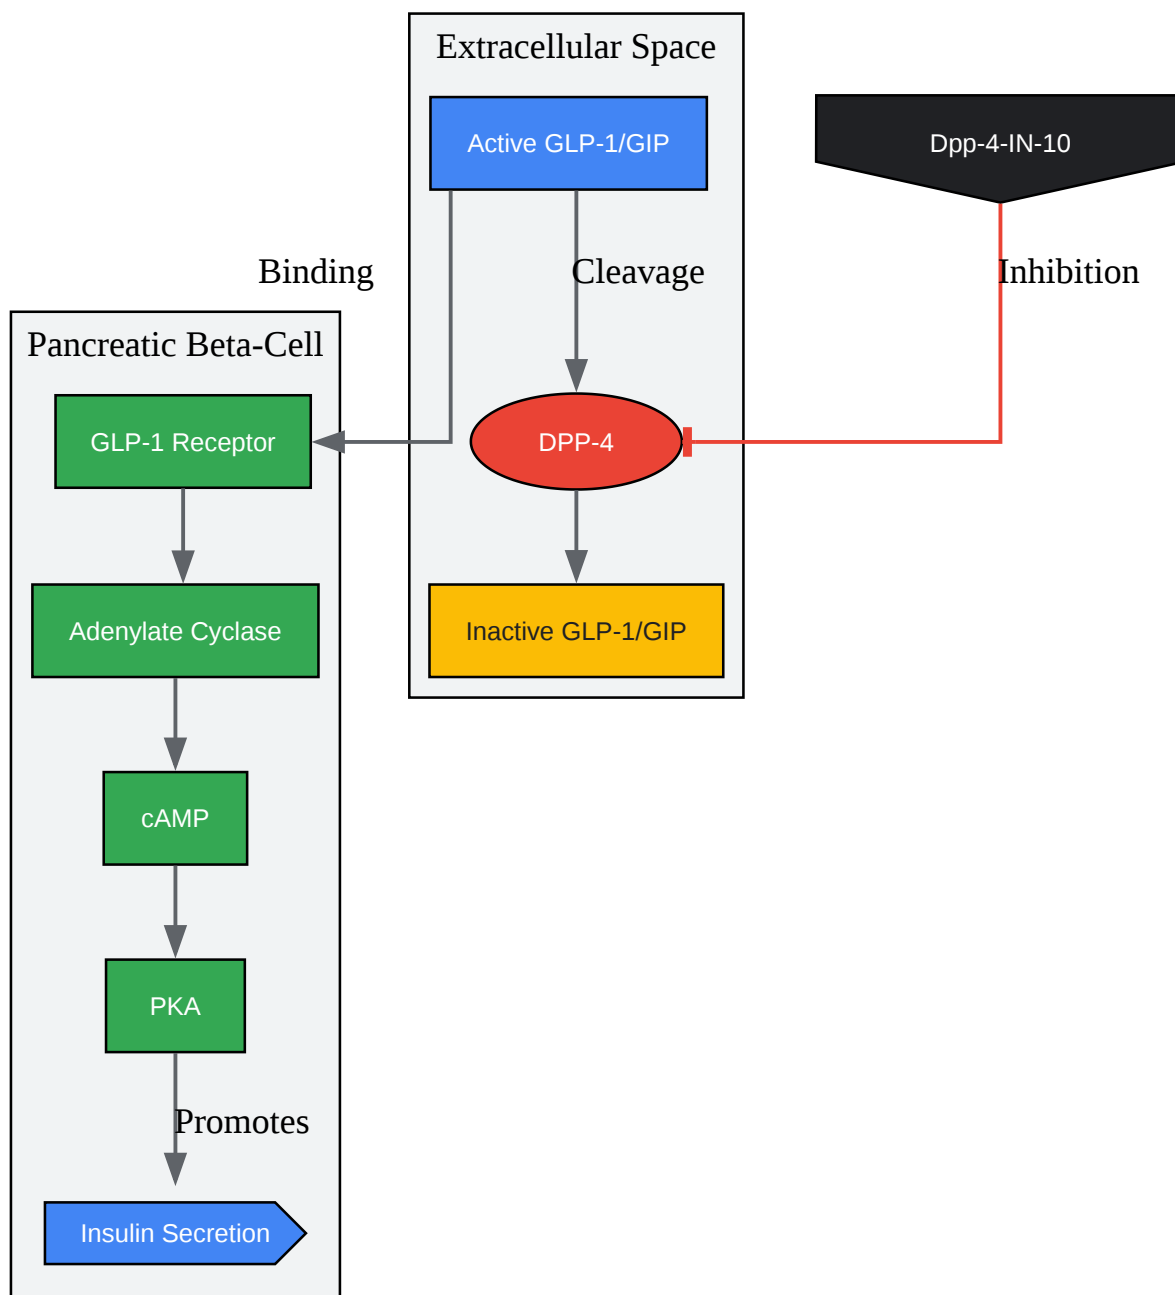 Extracellular Space
Active GLP-1/GIP
Dpp-4-IN-10
Binding
Cleavage
Inhibition
Pancreatic Beta-Cell
GLP-1 Receptor
DPP-4
Adenylate Cyclase
Inactive GLP-1/GIP
cAMP
PKA
Promotes
Insulin Secretion